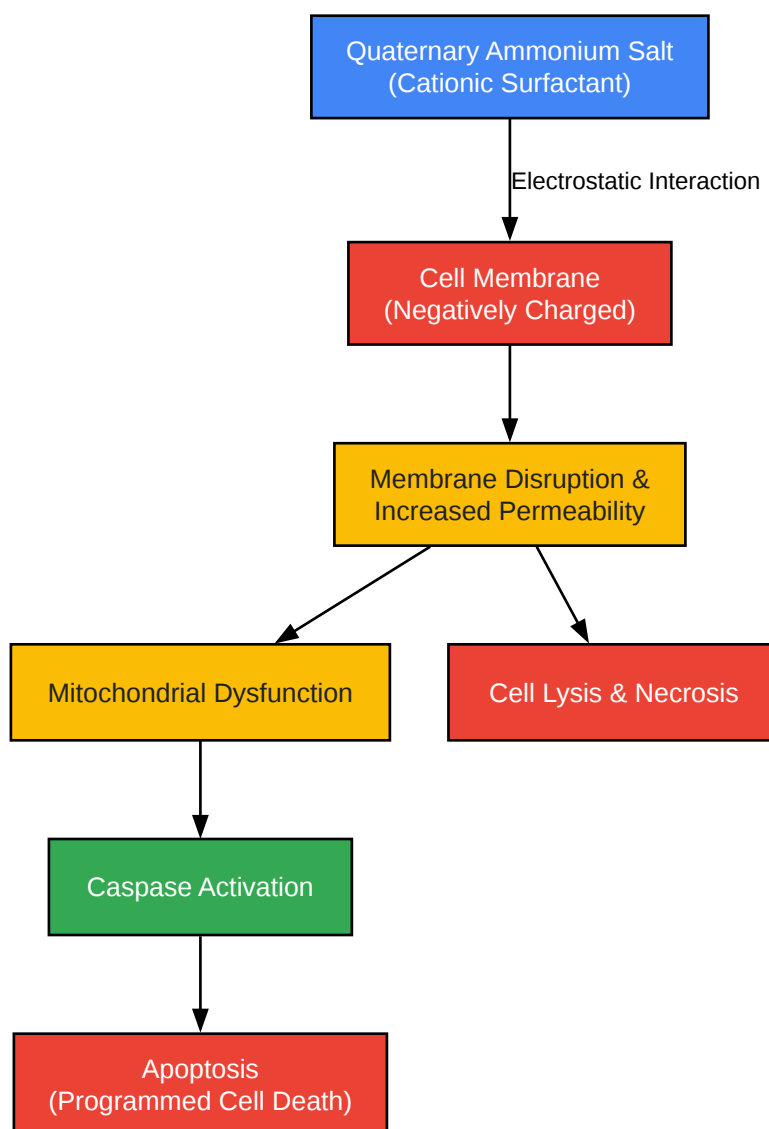 Quaternary Ammonium Salt
(Cationic Surfactant)
Electrostatic Interaction
Cell Membrane
(Negatively Charged)
Membrane Disruption &
Increased Permeability
Mitochondrial Dysfunction
Cell Lysis & Necrosis
Caspase Activation
Apoptosis
(Programmed Cell Death)